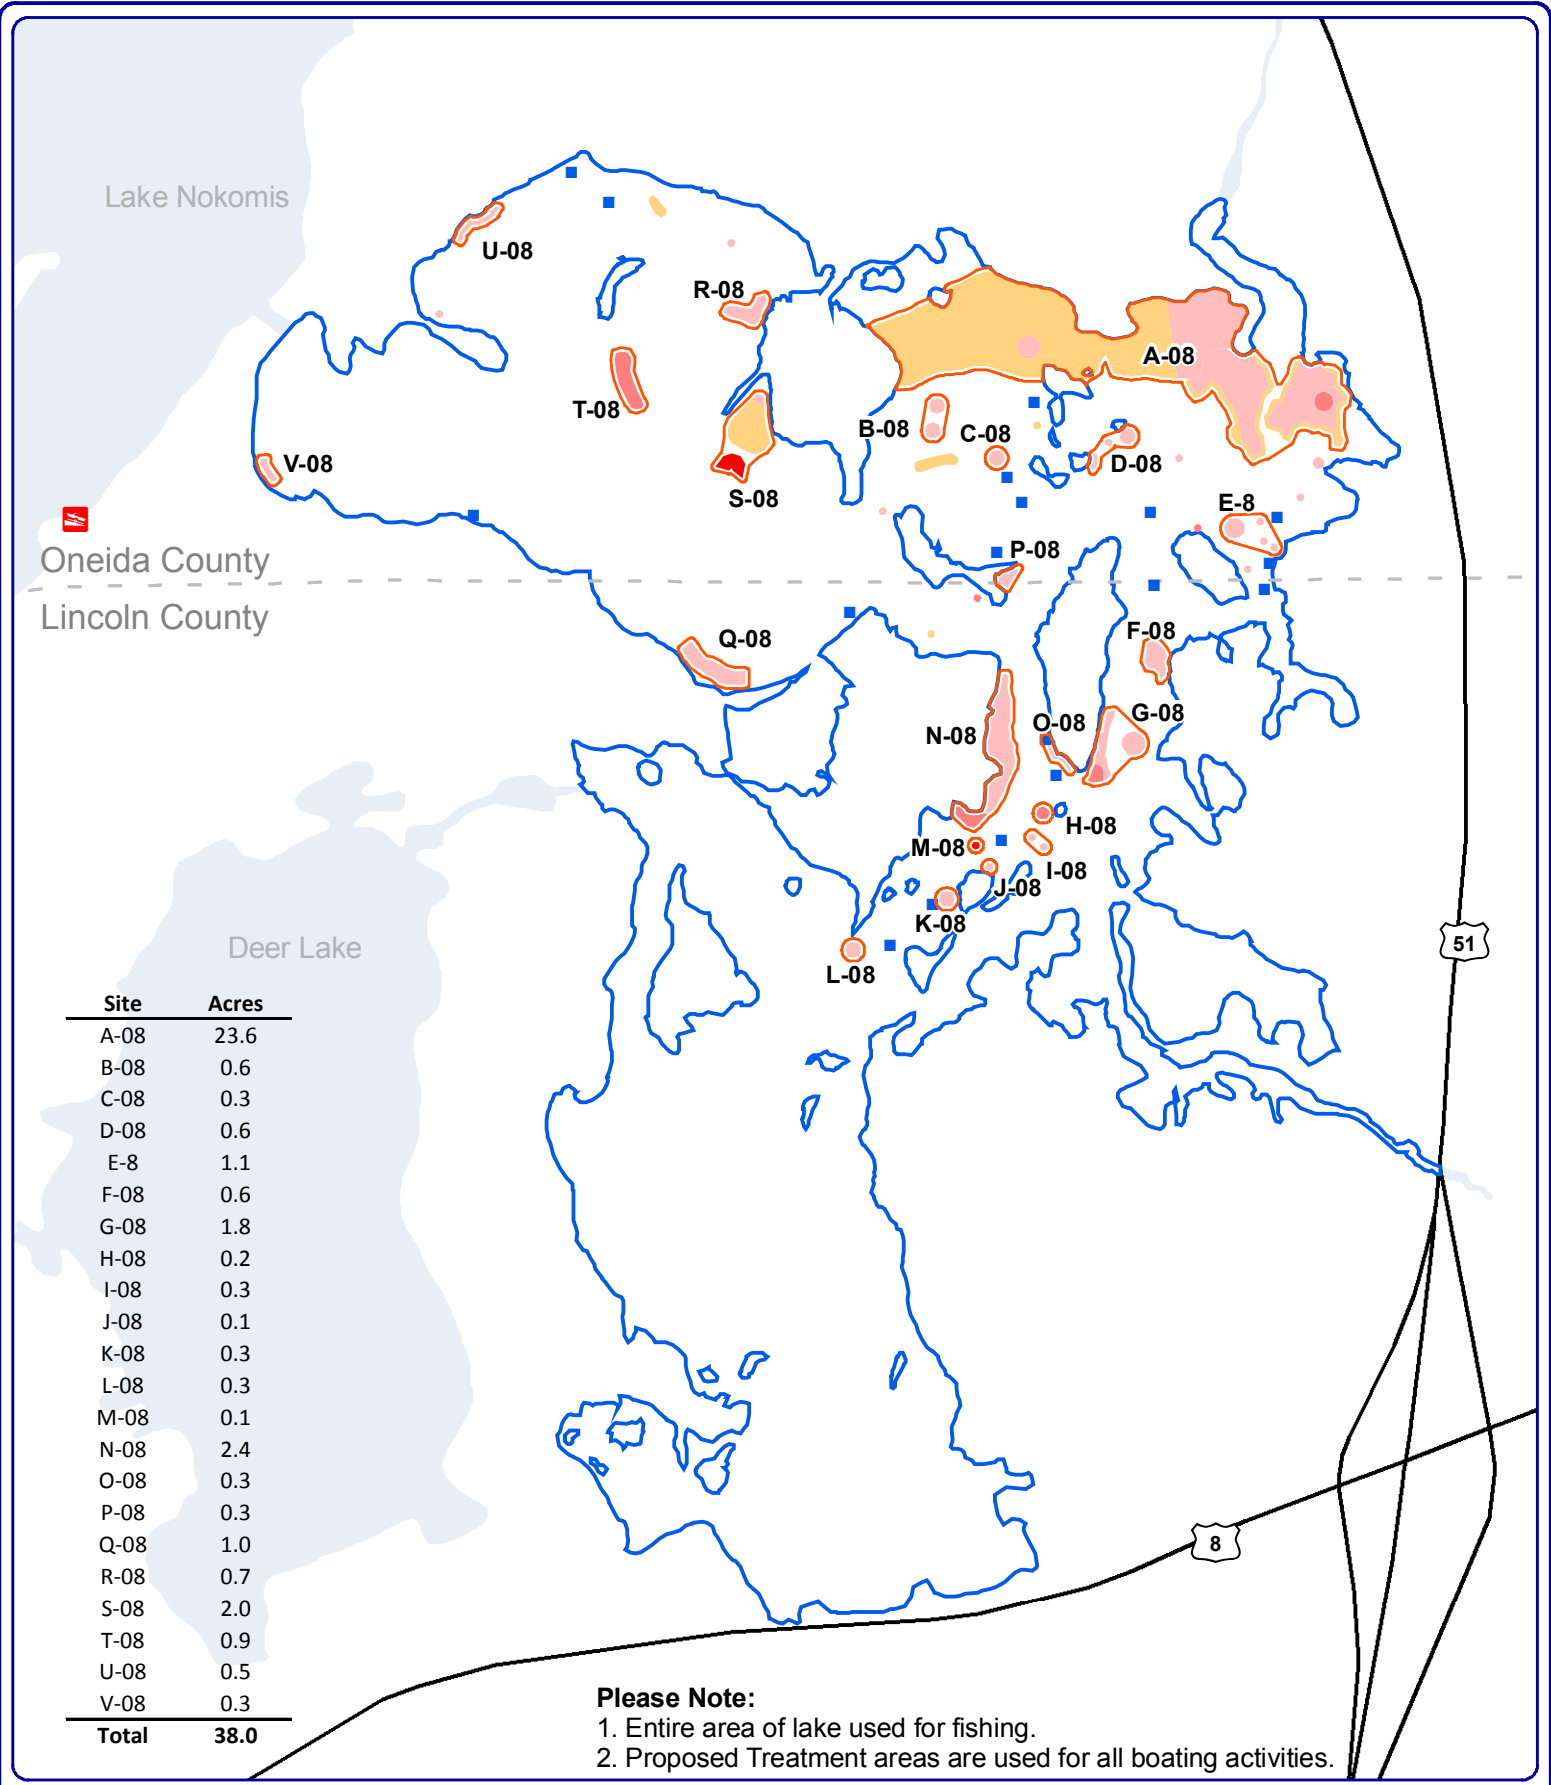 Lake Nokomis
U-08
R-08
A-08
T-08
B-08
C-08
D-08
V-08
S-08
E-8
P-08
Oneida County
Lincoln County
Q-08
F-08
N-08
O-08
G-08
H-08
M-08
I-08
J-08
K-08
L-08
51
Deer Lake
Site Acres
A-08 23.6
B-08 0.6
C-08 0.3
D-08 0.6
E-8 1.1
F-08 0.6
G-08 1.8
H-08 0.2
I-08 0.3
J-08 0.1
K-08 0.3
L-08 0.3
M-08 0.1
N-08 2.4
O-08 0.3
P-08 0.3
Q-08 1.0
R-08 0.7
S-08 2.0
T-08 0.9
U-08 0.5
V-08 0.3
Total 38.0
8
Please Note:
1. Entire area of lake used for fishing.
2. Proposed Treatment areas are used for all boating activities.